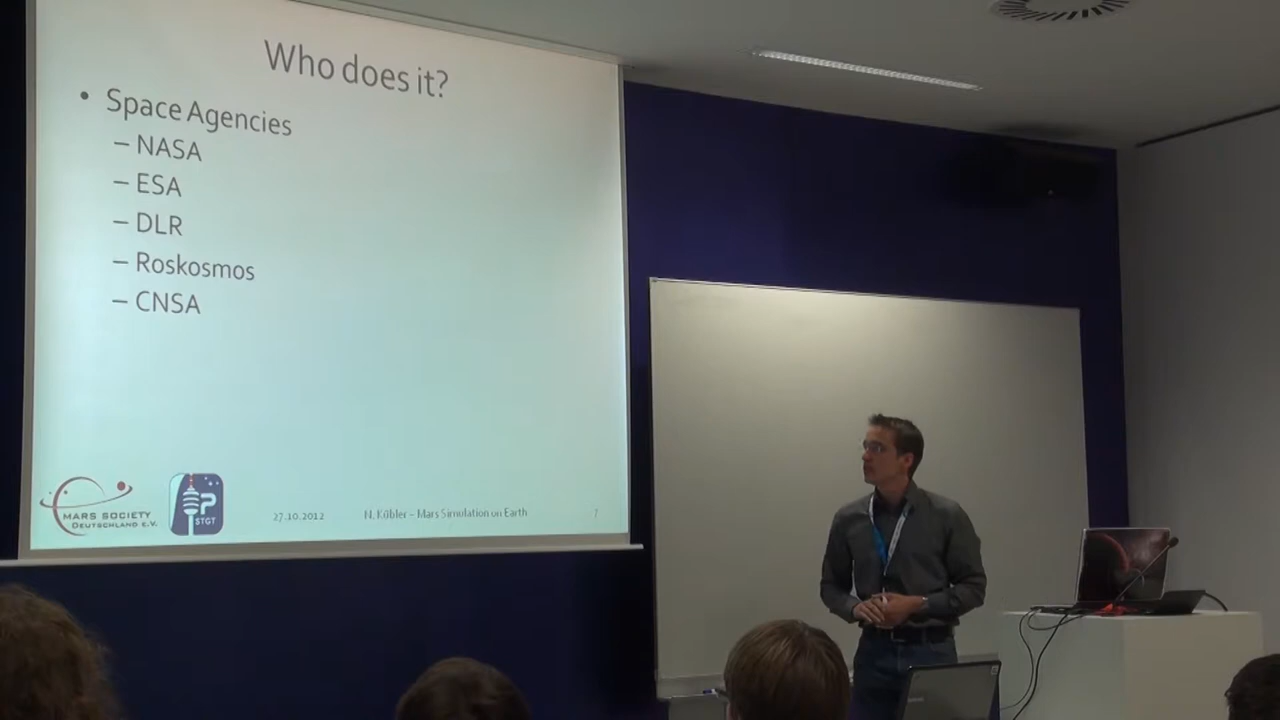 Who does it?
• Space Agencies
– NASA
– ESA
– DLR
– Roskosmos
– CNSA
MARS SOCIETY
DEUTSCHLAND E.V.
P
STGT
27.10.2012 N. Kübler – Mars Simulation on Earth 7